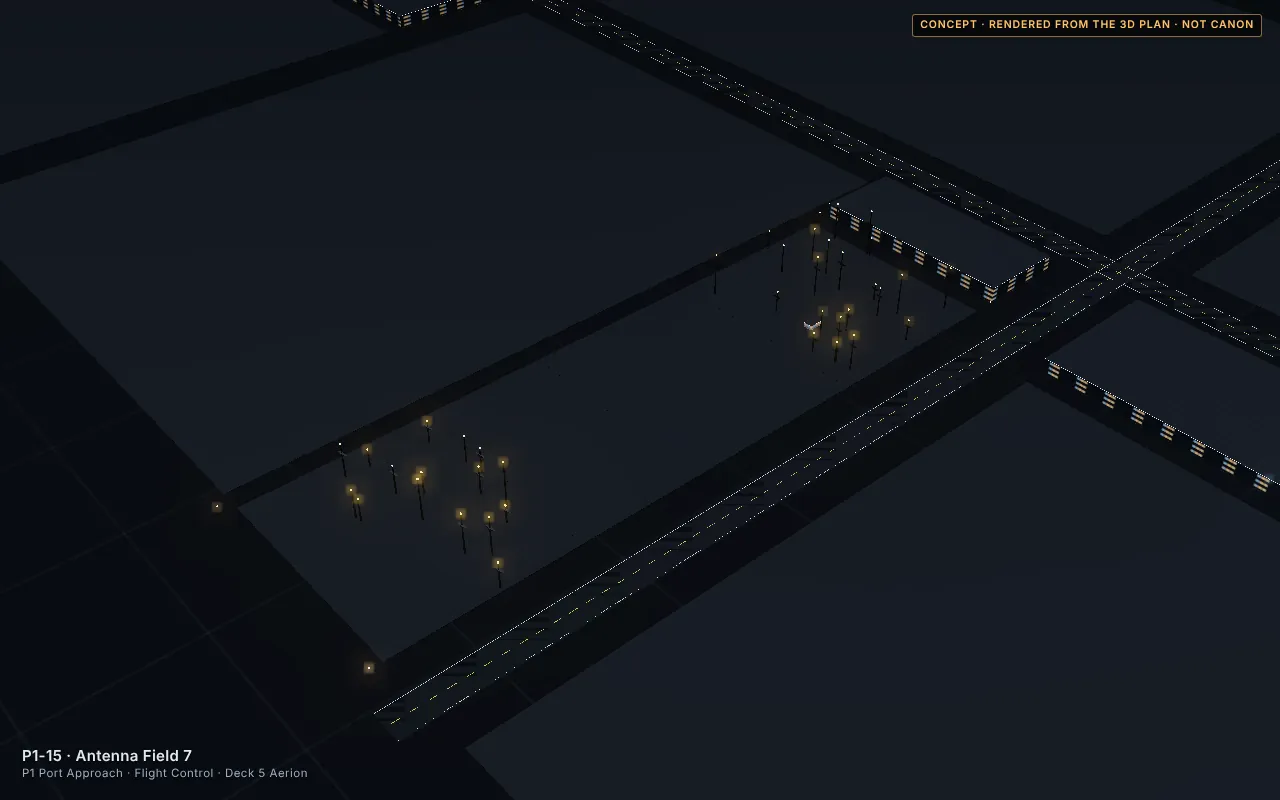 CONCEPT · RENDERED FROM THE 3D PLAN · NOT CANON
P1-15 · Antenna Field 7
P1 Port Approach · Flight Control · Deck 5 Aerion